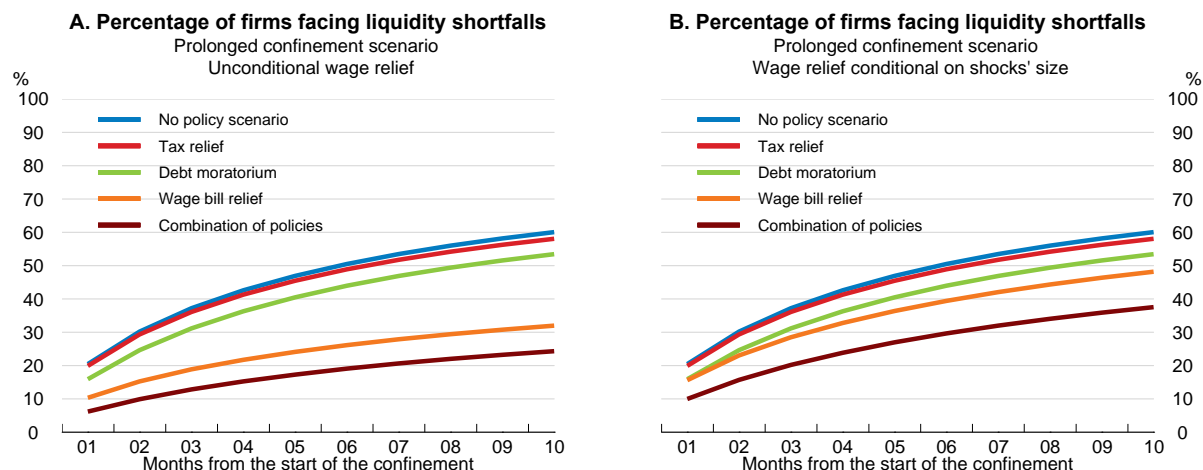 A. Percentage of firms facing liquidity shortfalls
Prolonged confinement scenario
Unconditional wage relief
%
100
90
80
70
60
50
40
30
20
10
0
No policy scenario
Tax relief
Debt moratorium
Wage bill relief
Combination of policies
01 02 03 04 05 06 07 08 09 10
Months from the start of the confinement
B. Percentage of firms facing liquidity shortfalls
Prolonged confinement scenario
Wage relief conditional on shocks' size
%
100
90
80
70
60
50
40
30
20
10
0
No policy scenario
Tax relief
Debt moratorium
Wage bill relief
Combination of policies
01 02 03 04 05 06 07 08 09 10
Months from the start of the confinement